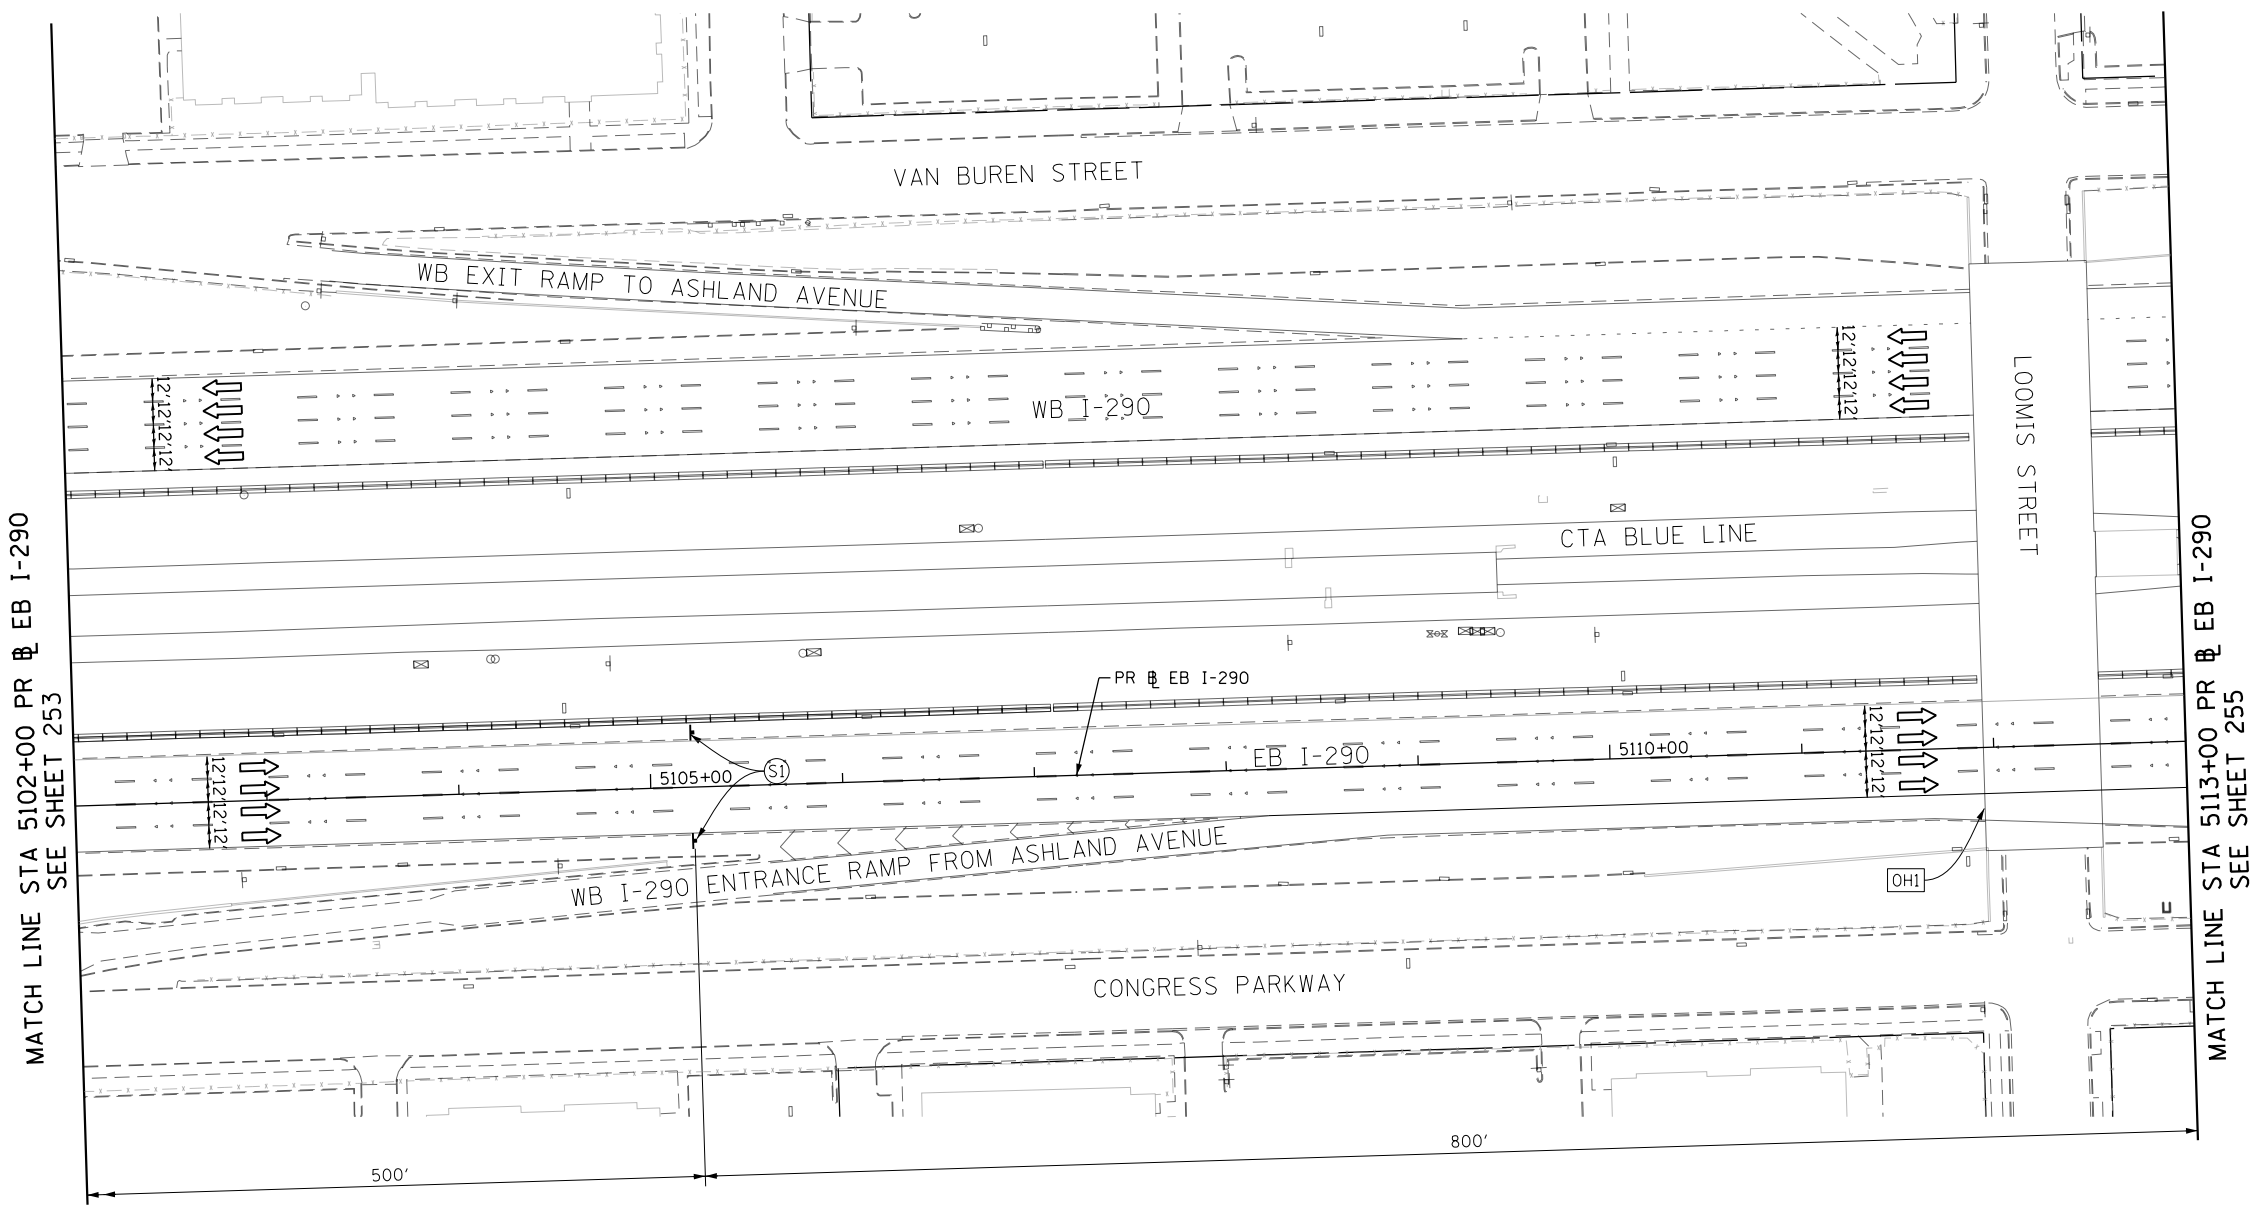 VAN BUREN STREET
WB EXIT RAMP TO ASHLAND AVENUE
12' 12' 12' 12'
WB I-290
12' 12' 12' 12'
LOOMIS STREET
CTA BLUE LINE
MATCH LINE STA 5102+00 PR BL EB I-290
SEE SHEET 253
MATCH LINE STA 5113+00 PR BL EB I-290
SEE SHEET 255
PR BL EB I-290
12' 12' 12' 12'
5105+00
S1
EB I-290
5110+00
12' 12' 12' 12'
WB I-290 ENTRANCE RAMP FROM ASHLAND AVENUE
OH1
CONGRESS PARKWAY
500'
800'